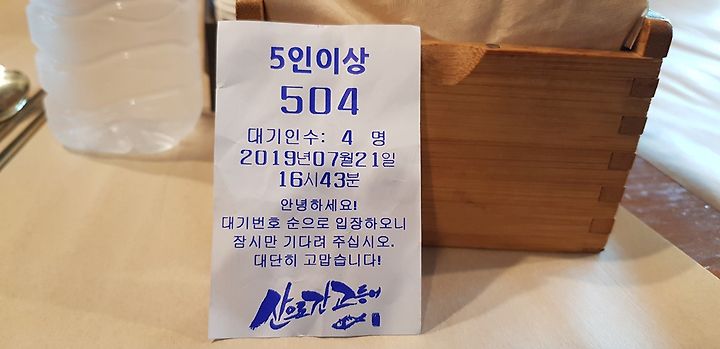 5인이상
504
대기인수: 4 명
2019년07월21일
16시43분
안녕하세요!
대기번호 순으로 입장하오니
잠시만 기다려 주십시오.
대단히 고맙습니다!
산으로간고등어